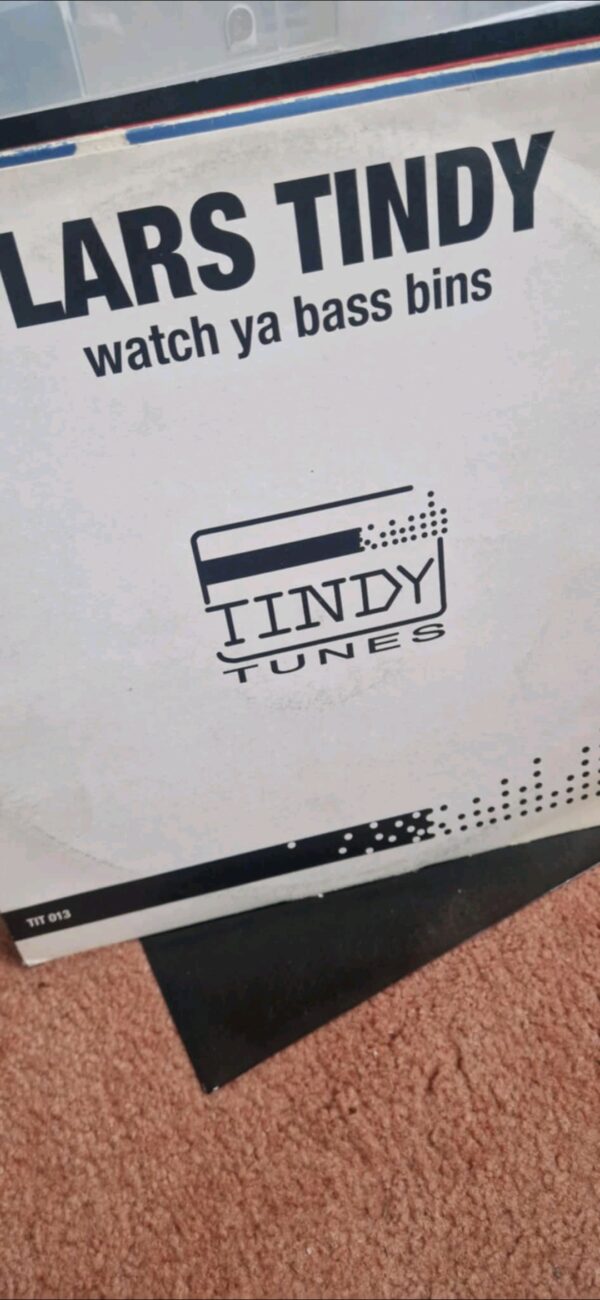 LARS TINDY
watch ya bass bins
TINDY
TUNES
TIT 013